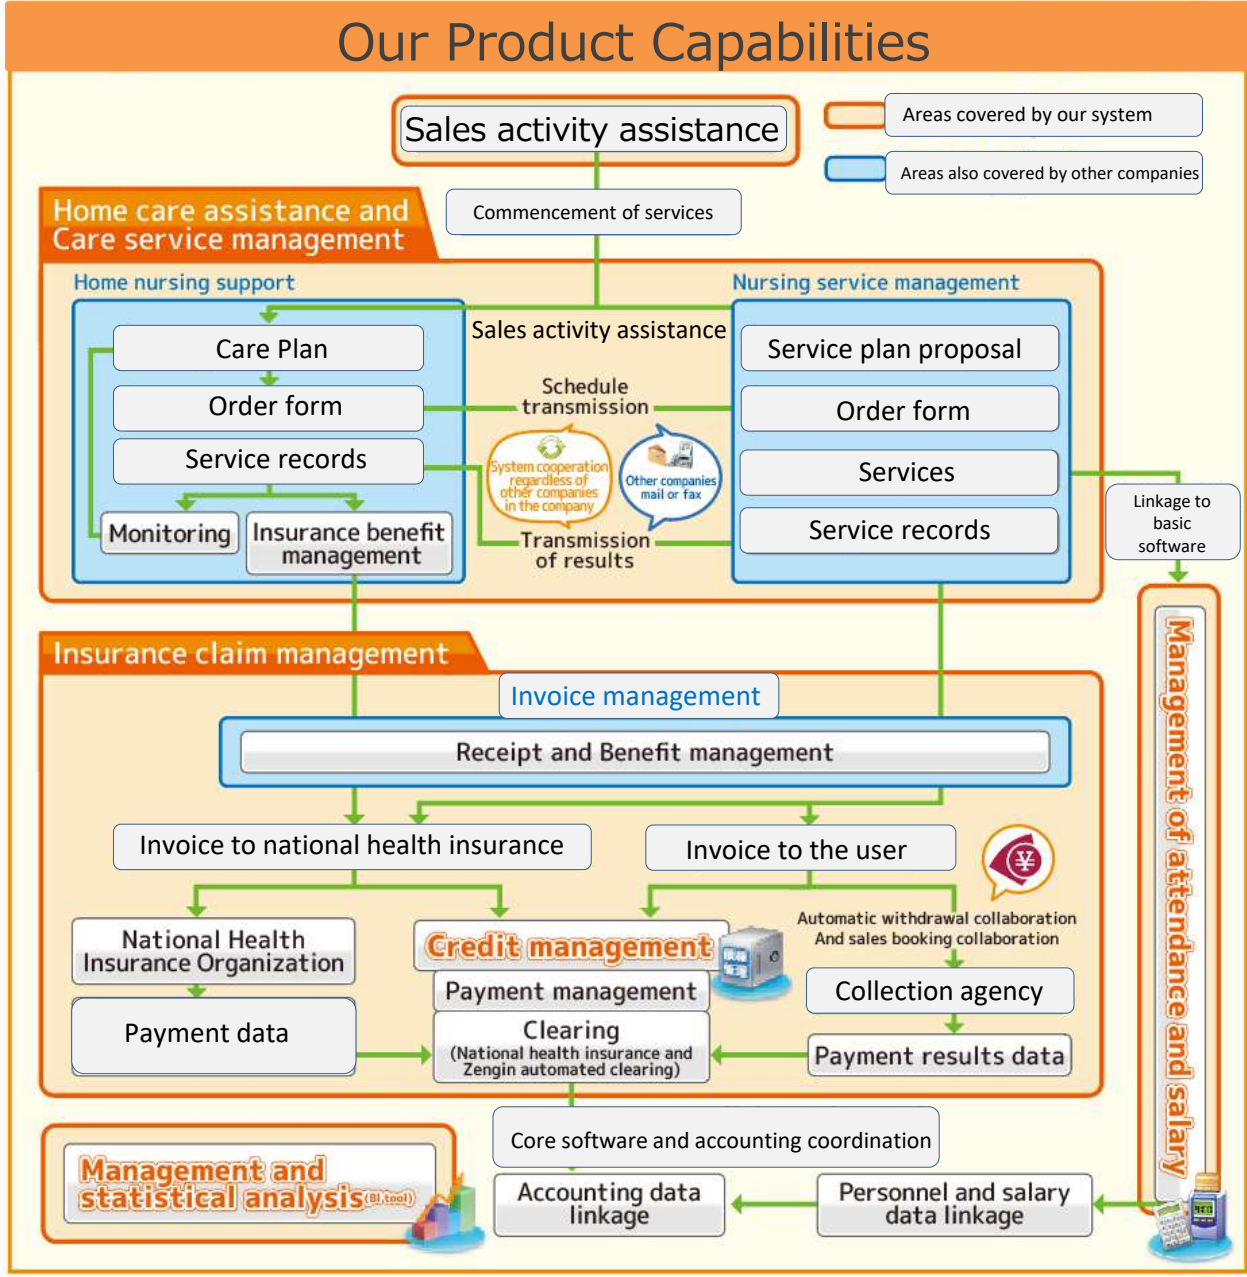 Our Product Capabilities
Sales activity assistance
Areas covered by our system
Areas also covered by other companies
Commencement of services
Home care assistance and
Care service management
Home nursing support
Nursing service management
Care Plan
Order form
Service records
Monitoring
Insurance benefit
management
Sales activity assistance
Schedule
transmission
System cooperation
regardless of
other companies
in the company
Other companies
mail or fax
Transmission
of results
Service plan proposal
Order form
Services
Service records
Linkage to
basic
software
Management of attendance and salary
Insurance claim management
Invoice management
Receipt and Benefit management
Invoice to national health insurance
Invoice to the user
¥
National Health
Insurance Organization
Payment data
Credit management
Payment management
Clearing
(National health insurance and
Zengin automated clearing)
Automatic withdrawal collaboration
And sales booking collaboration
Collection agency
Payment results data
Core software and accounting coordination
Management and
statistical analysis(BI,tool)
Accounting data
linkage
Personnel and salary
data linkage